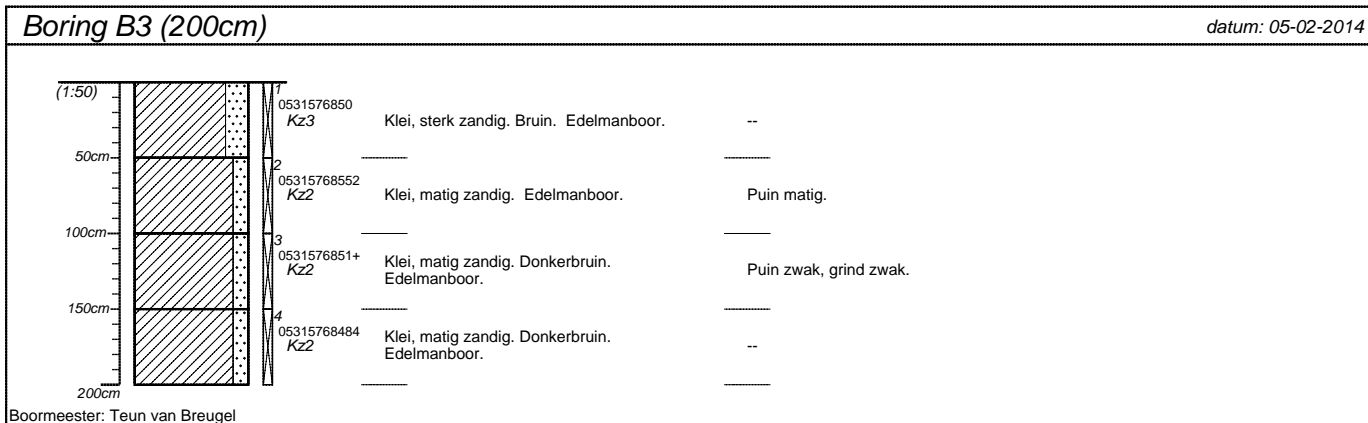 Boring B3 (200cm)
datum: 05-02-2014
(1:50)
1
0531576850
Kz3
Klei, sterk zandig. Bruin. Edelmanboor.
--
50cm
2
05315768552
Kz2
Klei, matig zandig. Edelmanboor.
Puin matig.
100cm
3
0531576851+
Kz2
Klei, matig zandig. Donkerbruin.
Edelmanboor.
Puin zwak, grind zwak.
150cm
4
05315768484
Kz2
Klei, matig zandig. Donkerbruin.
Edelmanboor.
--
200cm
Boormeester: Teun van Breugel